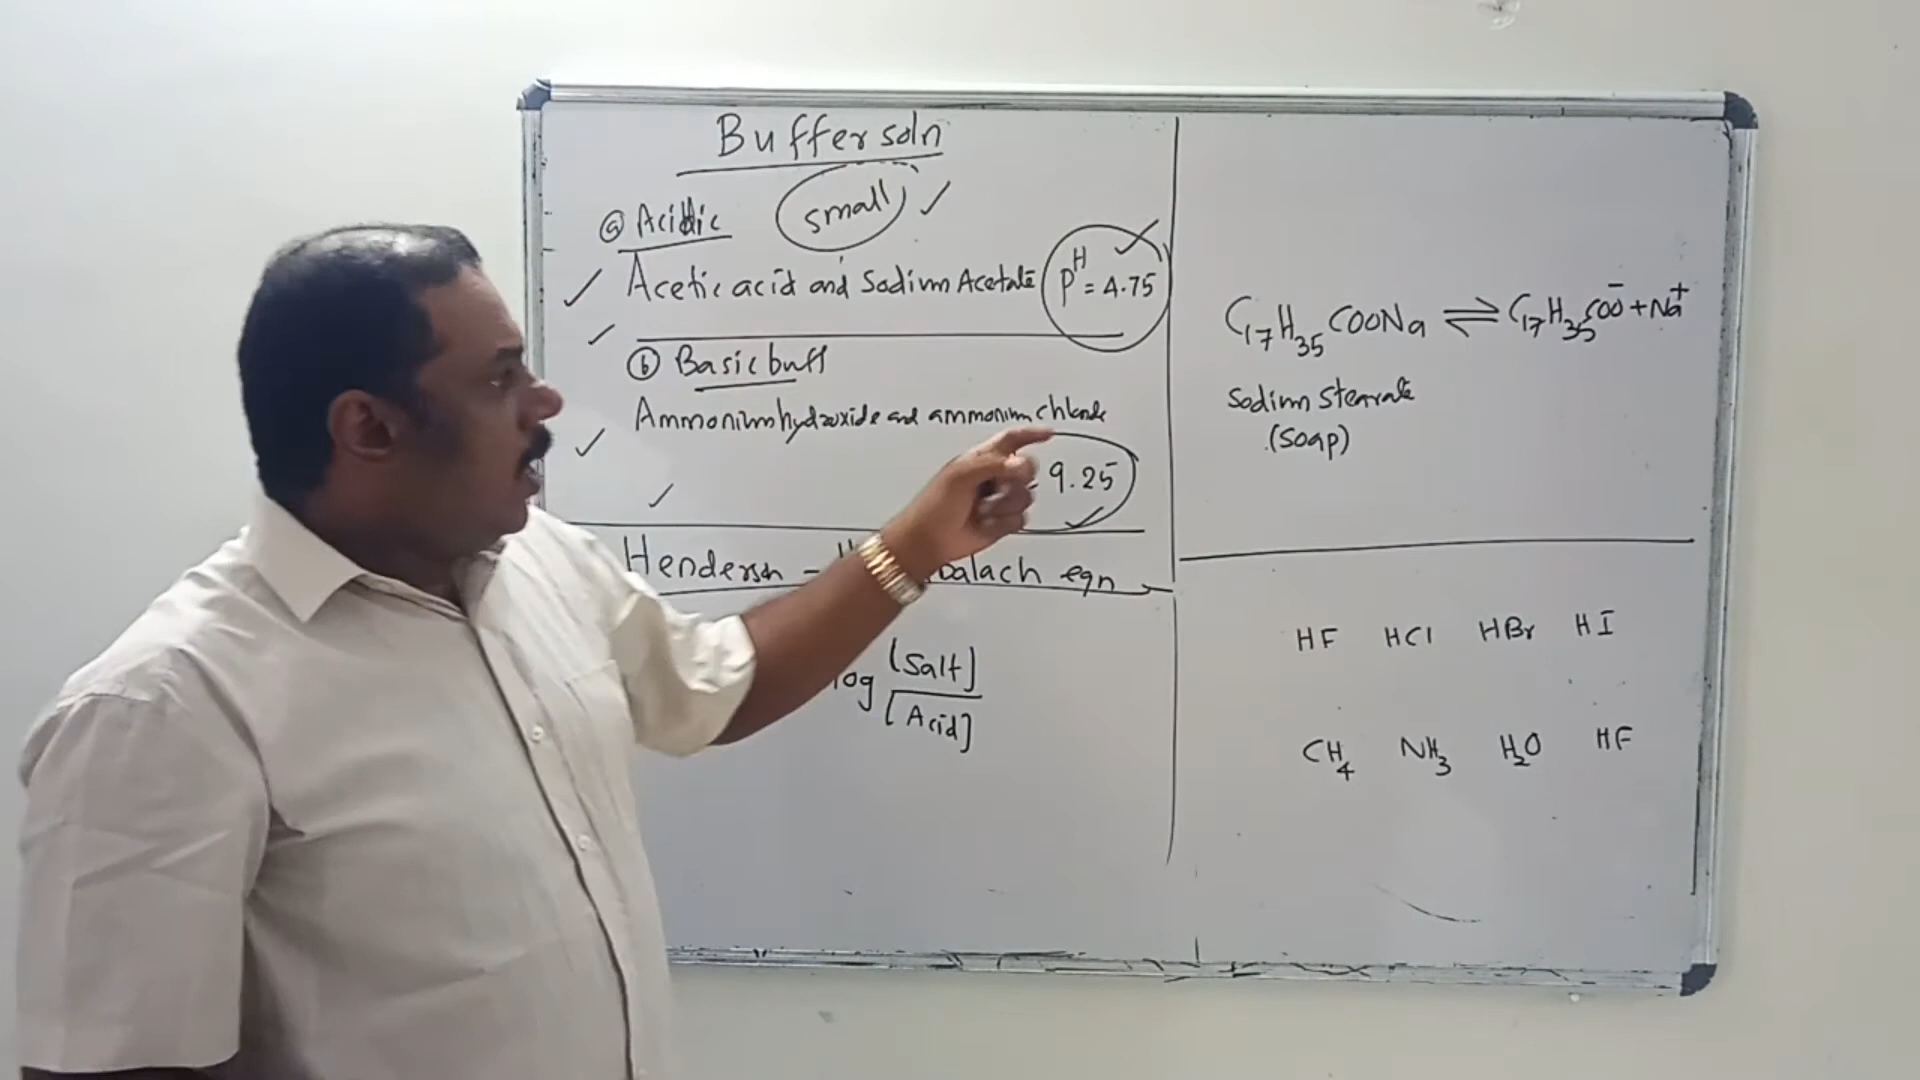 Buffer soln
ⓐ Acidic small ✓
✓ Acetic acid and Sodium Acetate pH = 4.75 ✓
✓
ⓑ Basic buff
✓ Ammonium hydroxide and ammonium chloride
✓ 9.25 ✓
Henderson - balach eqn
log [Salt]
[Acid]
C17H35COONa ⇌ C17H35COO⁻ + Na⁺
Sodium Stearate
(Soap)
HF HCl HBr HI
CH4 NH3 H2O HF